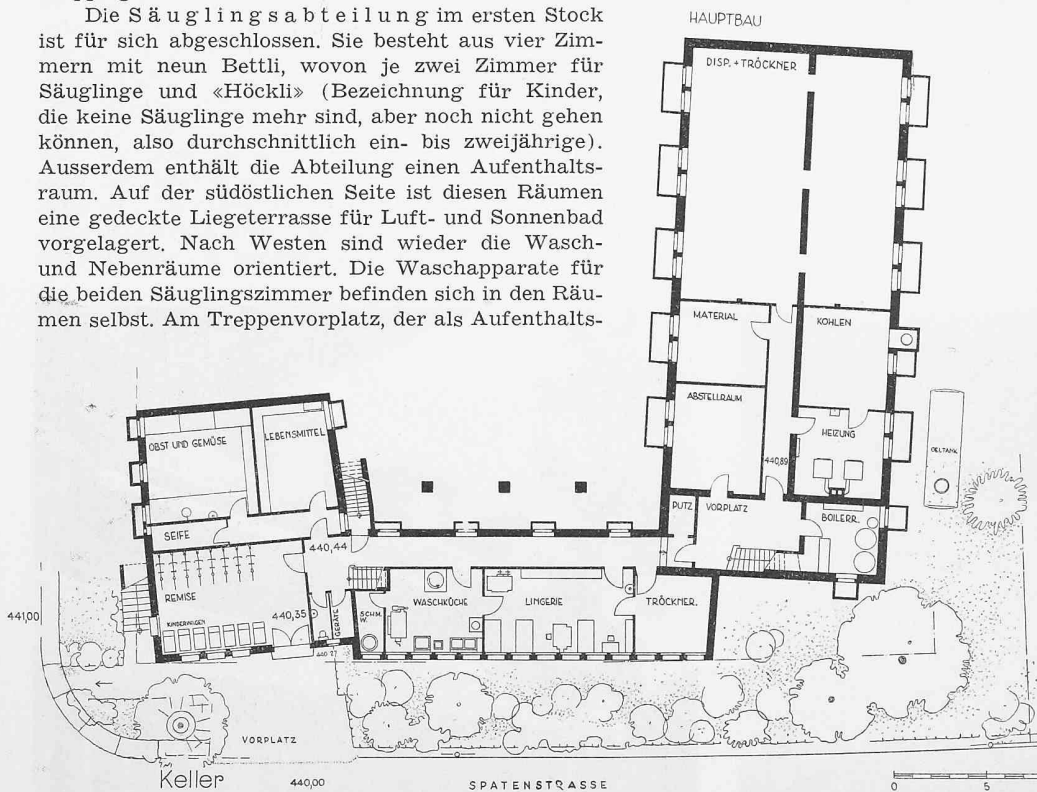 Die Säuglingsabteilung im ersten Stock
ist für sich abgeschlossen. Sie besteht aus vier Zim-
mern mit neun Bettli, wovon je zwei Zimmer für
Säuglinge und «Höckli» (Bezeichnung für Kinder,
die keine Säuglinge mehr sind, aber noch nicht gehen
können, also durchschnittlich ein- bis zweijährige).
Ausserdem enthält die Abteilung einen Aufenthalts-
raum. Auf der südöstlichen Seite ist diesen Räumen
eine gedeckte Liegeterrasse für Luft- und Sonnenbad
vorgelagert. Nach Westen sind wieder die Wasch-
und Nebenräume orientiert. Die Waschapparate für
die beiden Säuglingszimmer befinden sich in den Räu-
men selbst. Am Treppenvorplatz, der als Aufenthalts-
HAUPTBAU
DISP. + TRÖCKNER
MATERIAL
KOHLEN
ABSTELLRAUM
HEIZUNG
440,89
OELTANK
PUTZ
VORPLATZ
BOILERR.
OBST UND GEMÜSE
LEBENSMITTEL
SEIFE
440,44
REMISE
440,35
KINDERWAGEN
GERÄTE
SCHM.
W.
WASCHKÜCHE
LINGERIE
TRÖCKNER.
441,00
440.27
VORPLATZ
Keller
440,00
SPATENSTRASSE
0
5